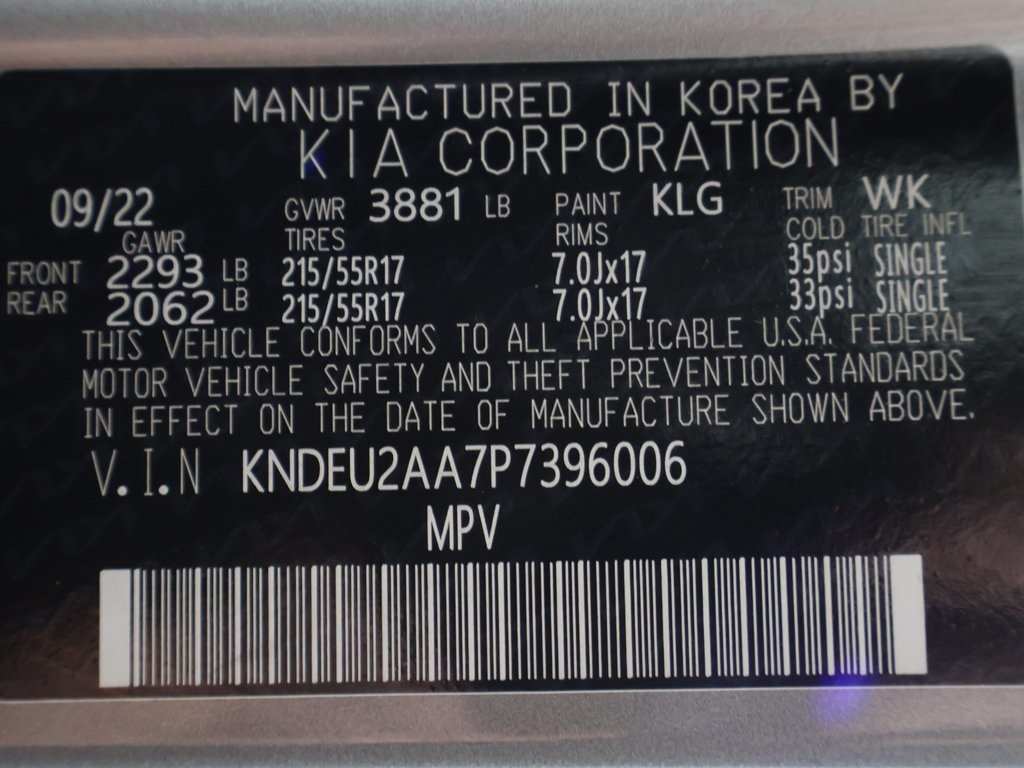 MANUFACTURED IN KOREA BY
KIA CORPORATION
09/22 GVWR 3881 LB PAINT KLG TRIM WK
GAWR TIRES RIMS COLD TIRE INFL
FRONT 2293 LB 215/55R17 7.0Jx17 35psi SINGLE
REAR 2062 LB 215/55R17 7.0Jx17 33psi SINGLE
THIS VEHICLE CONFORMS TO ALL APPLICABLE U.S.A. FEDERAL
MOTOR VEHICLE SAFETY AND THEFT PREVENTION STANDARDS
IN EFFECT ON THE DATE OF MANUFACTURE SHOWN ABOVE.
V.I.N KNDEU2AA7P7396006
MPV